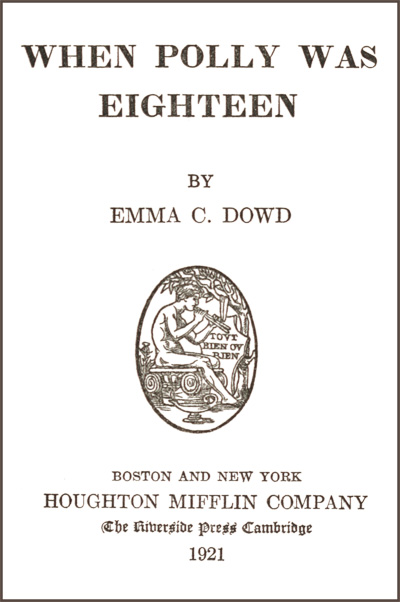 WHEN POLLY WAS
EIGHTEEN
BY
EMMA C. DOWD
TOVT
BIEN OV
RIEN
BOSTON AND NEW YORK
HOUGHTON MIFFLIN COMPANY
The Riverside Press Cambridge
1921